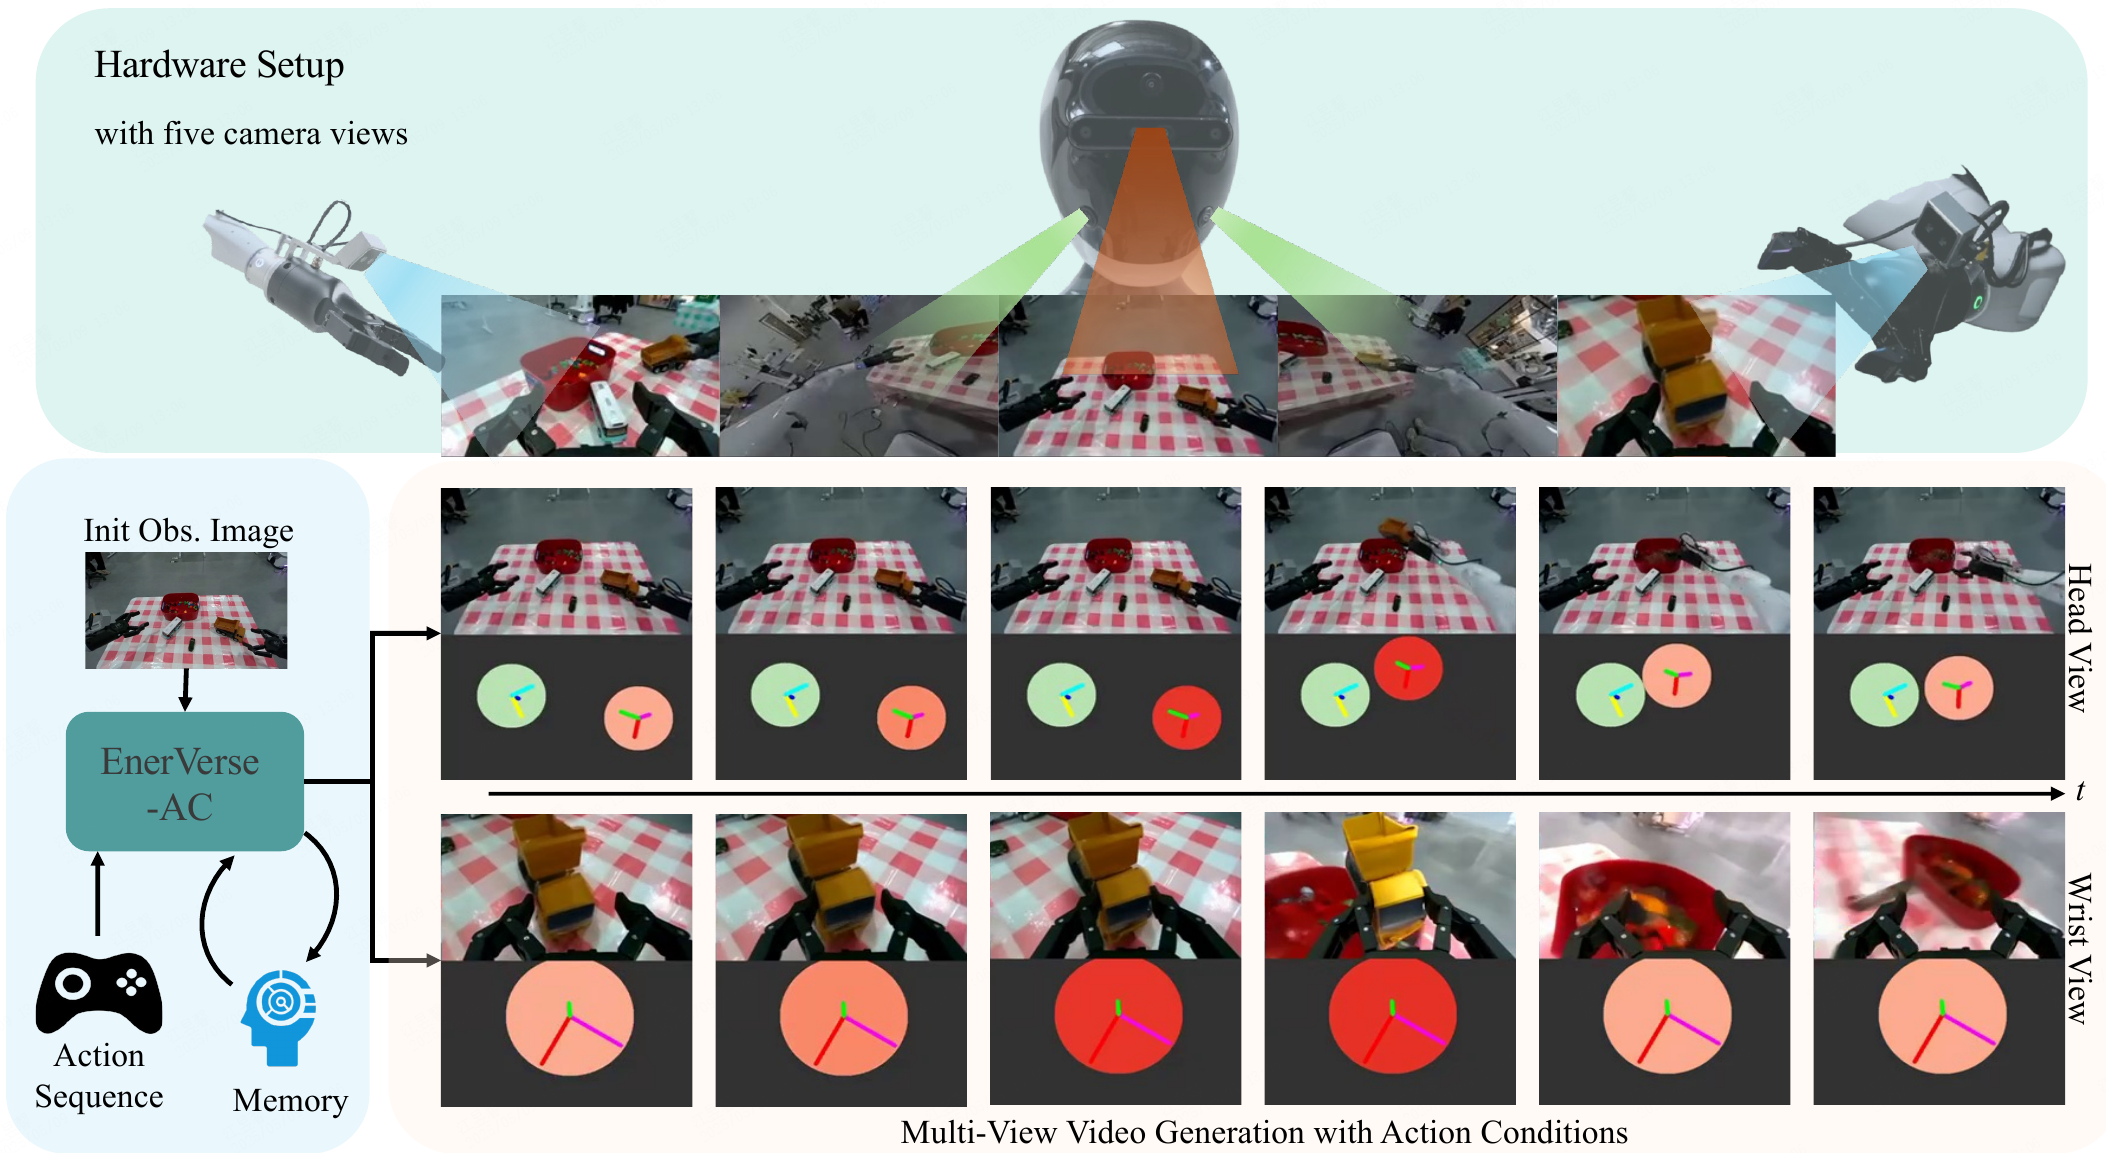 Hardware Setup
with five camera views
Init Obs. Image
EnerVerse
-AC
Action
Sequence
Memory
Head View
t
Wrist View
Multi-View Video Generation with Action Conditions